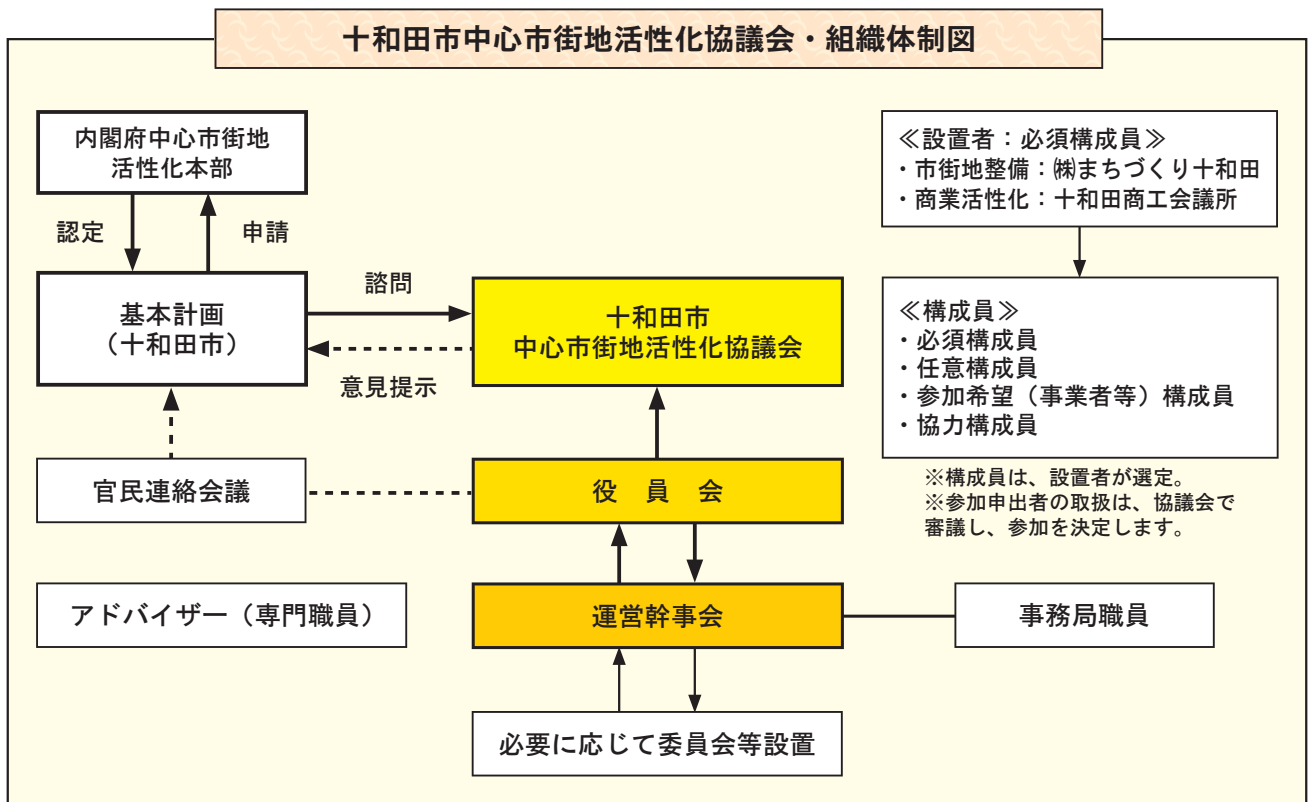 十和田市中心市街地活性化協議会・組織体制図
内閣府中心市街地
活性化本部
認定
申請
基本計画
（十和田市）
諮問
意見提示
十和田市
中心市街地活性化協議会
≪設置者：必須構成員≫
・市街地整備：㈱まちづくり十和田
・商業活性化：十和田商工会議所
≪構成員≫
・必須構成員
・任意構成員
・参加希望（事業者等）構成員
・協力構成員
※構成員は、設置者が選定。
※参加申出者の取扱は、協議会で
審議し、参加を決定します。
官民連絡会議
役　員　会
アドバイザー（専門職員）
運営幹事会
事務局職員
必要に応じて委員会等設置